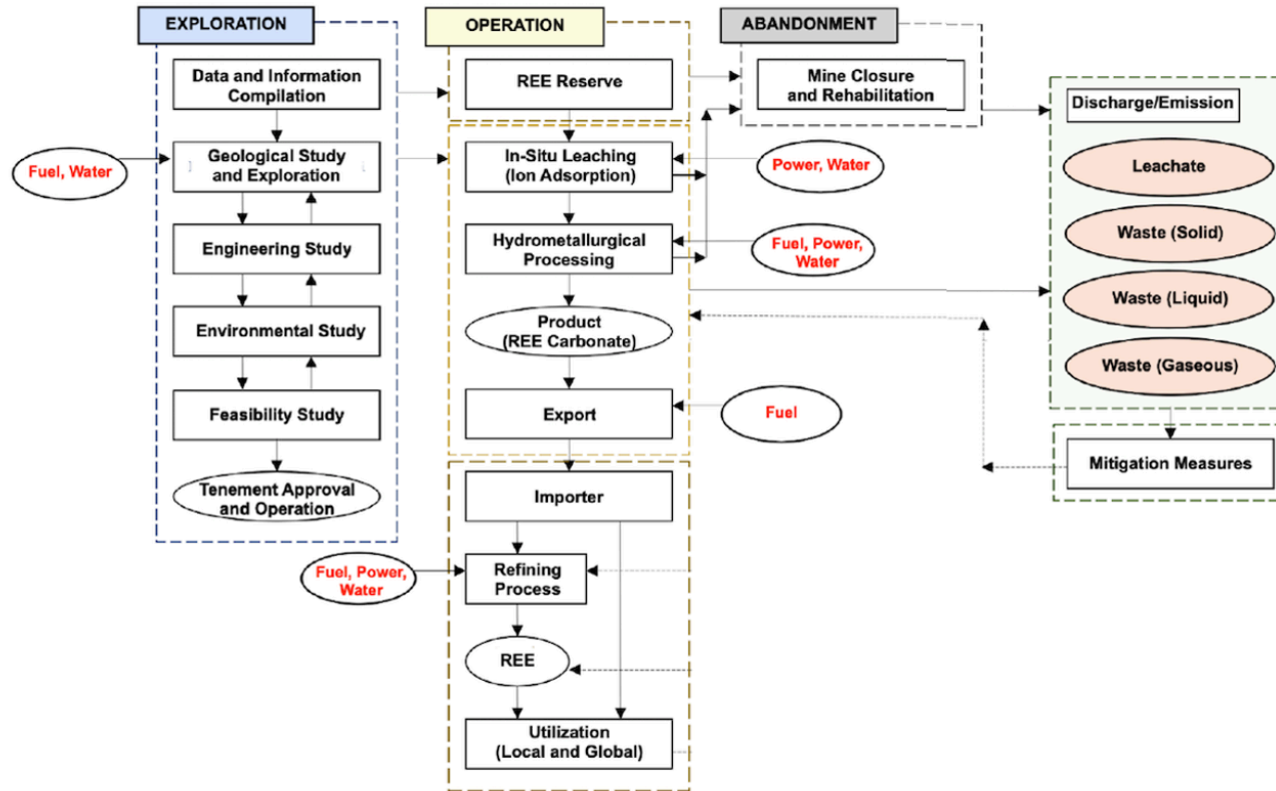 EXPLORATION
Data and Information
Compilation
Fuel, Water
Geological Study
and Exploration
Engineering Study
Environmental Study
Feasibility Study
Tenement Approval
and Operation
OPERATION
REE Reserve
In-Situ Leaching
(Ion Adsorption)
Power, Water
Hydrometallurgical
Processing
Fuel, Power,
Water
Product
(REE Carbonate)
Export
Fuel
Importer
Fuel, Power,
Water
Refining
Process
REE
Utilization
(Local and Global)
ABANDONMENT
Mine Closure
and Rehabilitation
Discharge/Emission
Leachate
Waste (Solid)
Waste (Liquid)
Waste (Gaseous)
Mitigation Measures